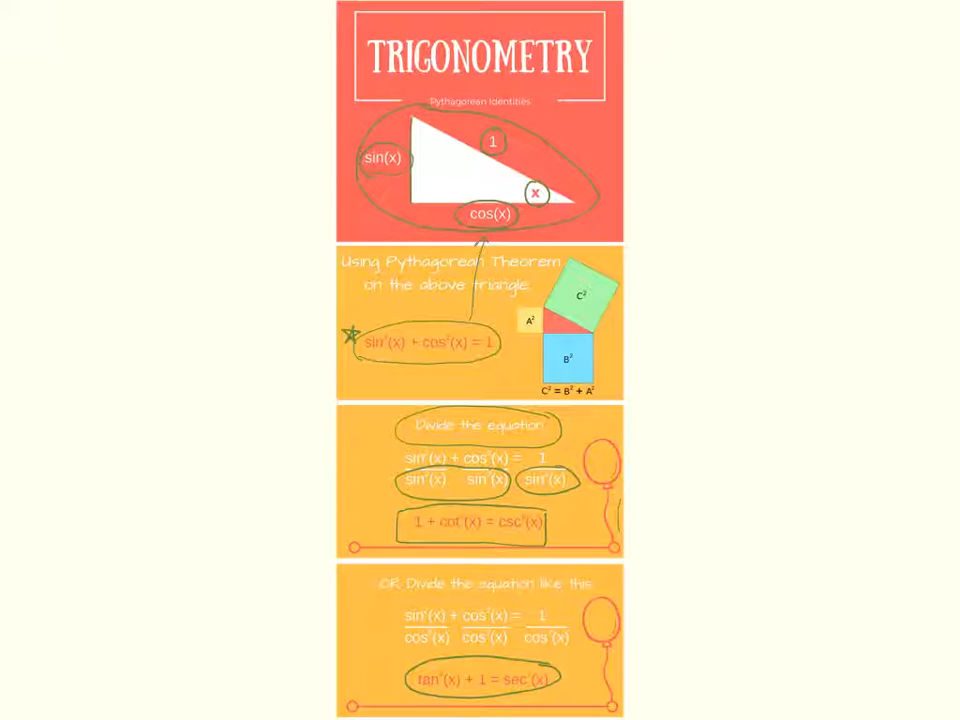 TRIGONOMETRY
Pythagorean Identities
1
sin(x)
x
cos(x)
Using Pythagorean Theorem
on the above triangle
C²
A²
sin²(x) + cos²(x) = 1
B²
C² = B² + A²
Divide the equation
sin²(x) + cos²(x) = 1
sin²(x) sin²(x) sin²(x)
1 + cot²(x) = csc²(x)
OR Divide the equation like this
sin²(x) + cos²(x) = 1
cos²(x) cos²(x) cos²(x)
tan²(x) + 1 = sec²(x)